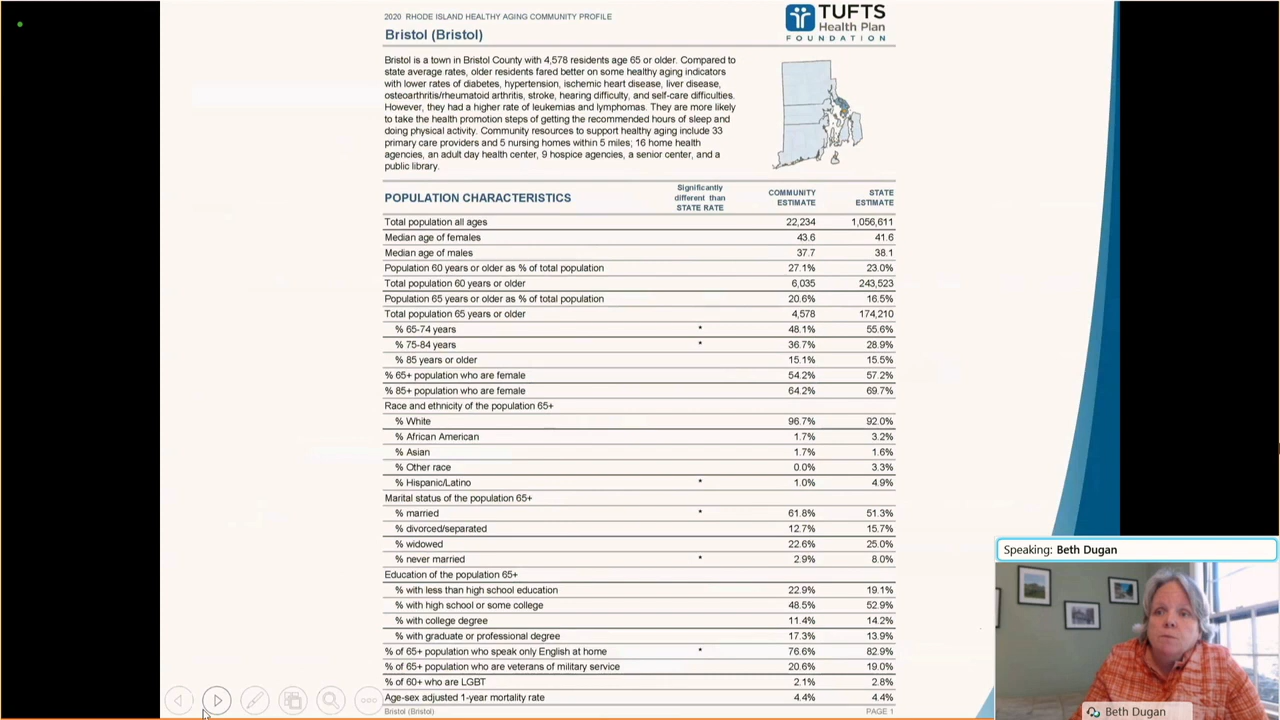 2020 RHODE ISLAND HEALTHY AGING COMMUNITY PROFILE
Bristol (Bristol)
TUFTS
Health Plan
FOUNDATION
Bristol is a town in Bristol County with 4,578 residents age 65 or older. Compared to
state average rates, older residents fared better on some healthy aging indicators
with lower rates of diabetes, hypertension, ischemic heart disease, liver disease,
osteoarthritis/rheumatoid arthritis, stroke, hearing difficulty, and self-care difficulties.
However, they had a higher rate of leukemias and lymphomas. They are more likely
to take the health promotion steps of getting the recommended hours of sleep and
doing physical activity. Community resources to support healthy aging include 33
primary care providers and 5 nursing homes within 5 miles; 16 home health
agencies, an adult day health center, 9 hospice agencies, a senior center, and a
public library.
POPULATION CHARACTERISTICS
Significantly
different than
STATE RATE
COMMUNITY
ESTIMATE
STATE
ESTIMATE
Total population all ages 22,234 1,056,611
Median age of females 43.6 41.6
Median age of males 37.7 38.1
Population 60 years or older as % of total population 27.1% 23.0%
Total population 60 years or older 6,035 243,523
Population 65 years or older as % of total population 20.6% 16.5%
Total population 65 years or older 4,578 174,210
% 65-74 years * 48.1% 55.6%
% 75-84 years * 36.7% 28.9%
% 85 years or older 15.1% 15.5%
% 65+ population who are female 54.2% 57.2%
% 85+ population who are female 64.2% 69.7%
Race and ethnicity of the population 65+
% White 96.7% 92.0%
% African American 1.7% 3.2%
% Asian 1.7% 1.6%
% Other race 0.0% 3.3%
% Hispanic/Latino * 1.0% 4.9%
Marital status of the population 65+
% married * 61.8% 51.3%
% divorced/separated 12.7% 15.7%
% widowed 22.6% 25.0%
% never married * 2.9% 8.0%
Education of the population 65+
% with less than high school education 22.9% 19.1%
% with high school or some college 48.5% 52.9%
% with college degree 11.4% 14.2%
% with graduate or professional degree 17.3% 13.9%
% of 65+ population who speak only English at home * 76.6% 82.9%
% of 65+ population who are veterans of military service 20.6% 19.0%
% of 60+ who are LGBT 2.1% 2.8%
Age-sex adjusted 1-year mortality rate 4.4% 4.4%
Bristol (Bristol) PAGE 1
Speaking: Beth Dugan
Beth Dugan